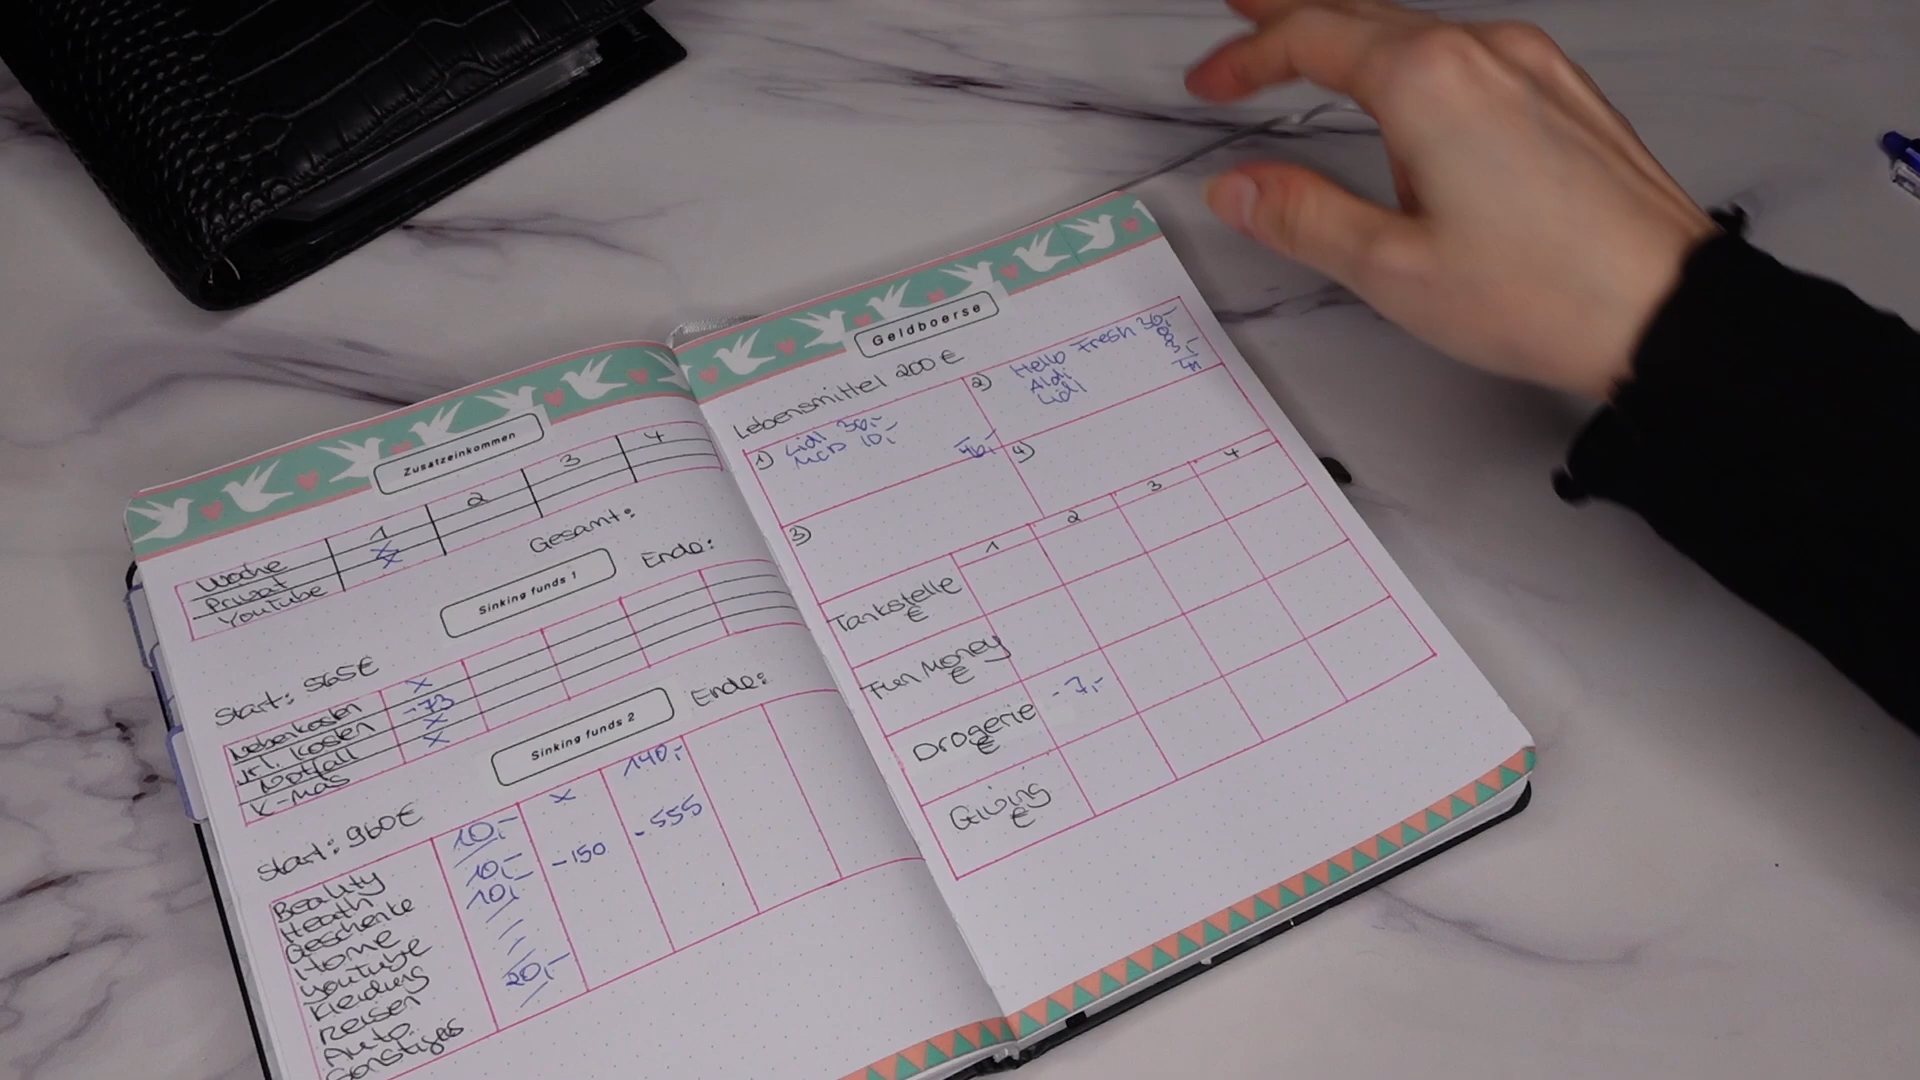 Zusatzeinkommen
Woche 1 2 3 4
Privat x
YouTube x
Gesamt:
Sinking funds 1
Start: 565€ Ende:
Nebenkosten x
Jrl. Kosten -73
Notfall x
X-Mas x
Sinking funds 2
Start: 960€ Ende:
Beauty 10,- x 140,-
Health
Geschenke 10,- -150 -555
Home 10,-
YouTube
Kleidung
Reisen
Auto 20,-
Sonstiges
Geldboerse
Lebensmittel 200€
1) Lidl 30,-
McD 10,-
40,-
2) Hello Fresh 30,-
Aldi
Lidl
3)
4)
1 2 3 4
Tankstelle
€
Fun Money
€
Drogerie -7,-
€
Giving
€